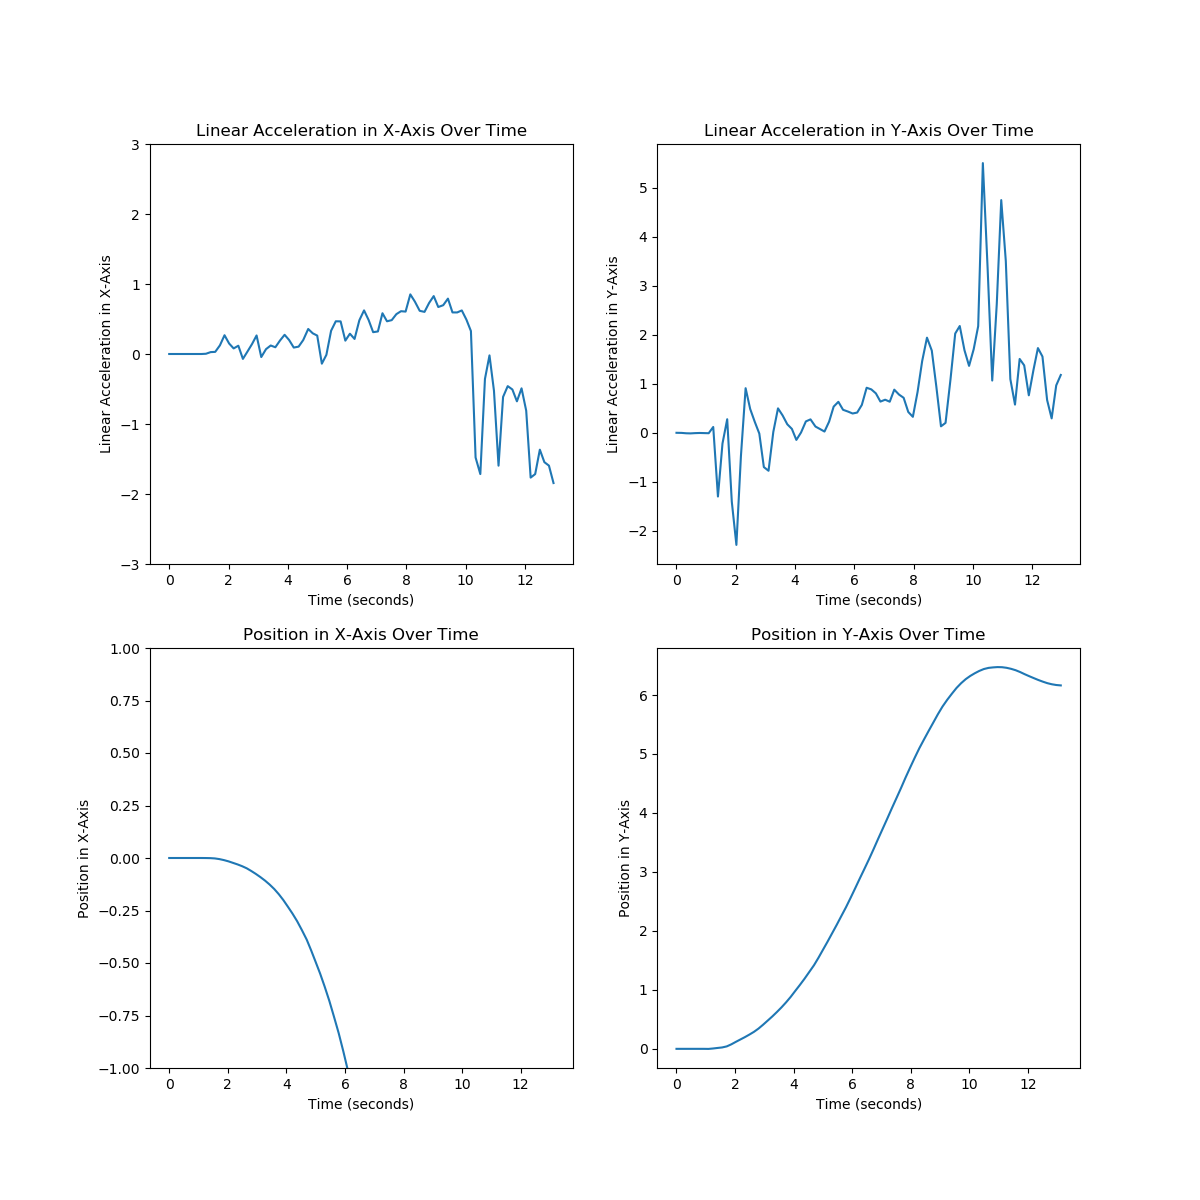 Linear Acceleration in X-Axis Over Time
3
2
1
0
−1
−2
−3
Linear Acceleration in X-Axis
0 2 4 6 8 10 12
Time (seconds)
Linear Acceleration in Y-Axis Over Time
5
4
3
2
1
0
−1
−2
Linear Acceleration in Y-Axis
0 2 4 6 8 10 12
Time (seconds)
Position in X-Axis Over Time
1.00
0.75
0.50
0.25
0.00
−0.25
−0.50
−0.75
−1.00
Position in X-Axis
0 2 4 6 8 10 12
Time (seconds)
Position in Y-Axis Over Time
6
5
4
3
2
1
0
Position in Y-Axis
0 2 4 6 8 10 12
Time (seconds)